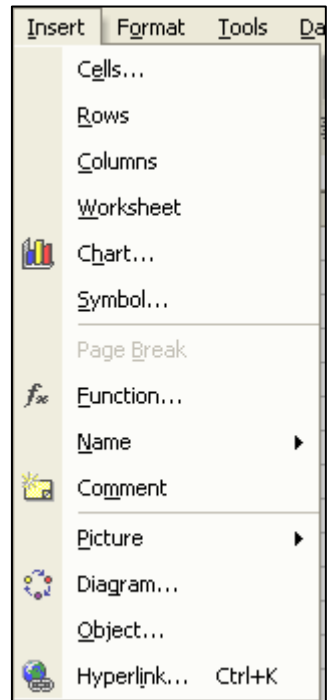 Insert Format Tools Da
Cells...
Rows
Columns
Worksheet
Chart...
Symbol...
Page Break
fx Function...
Name
Comment
Picture
Diagram...
Object...
Hyperlink... Ctrl+K